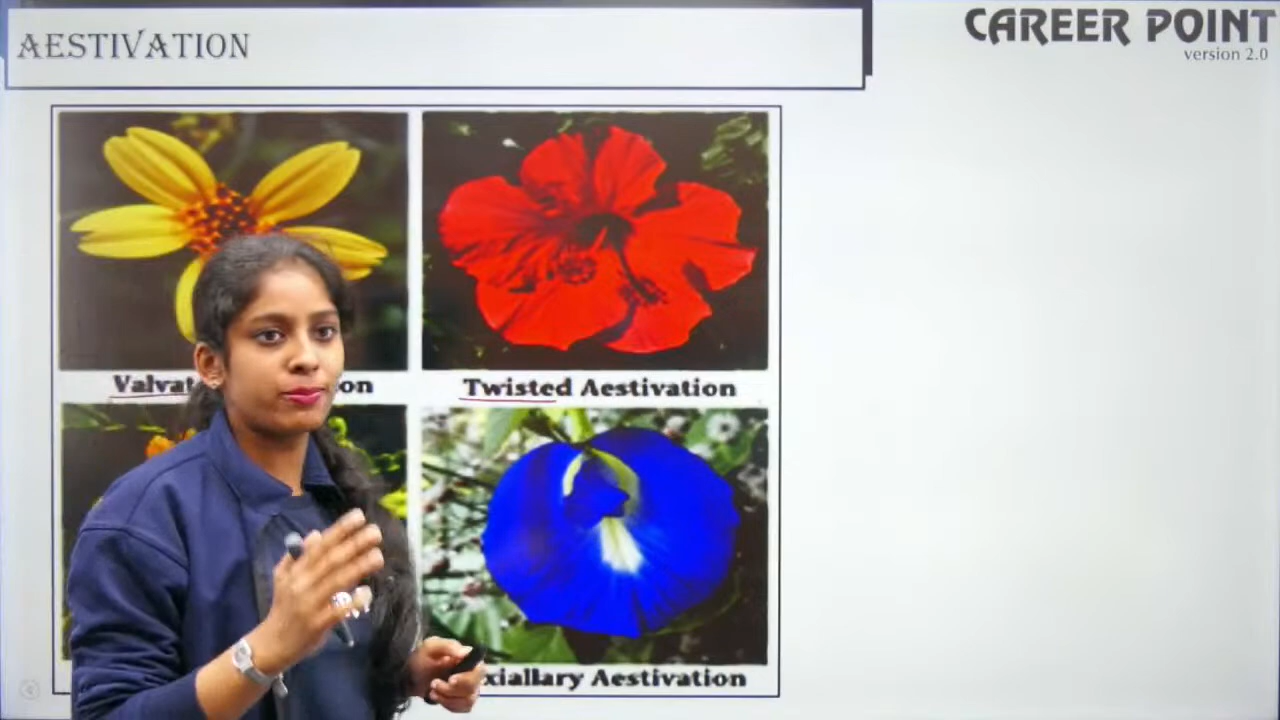 AESTIVATION
CAREER POINT
version 2.0
Twisted Aestivation
Aestivation